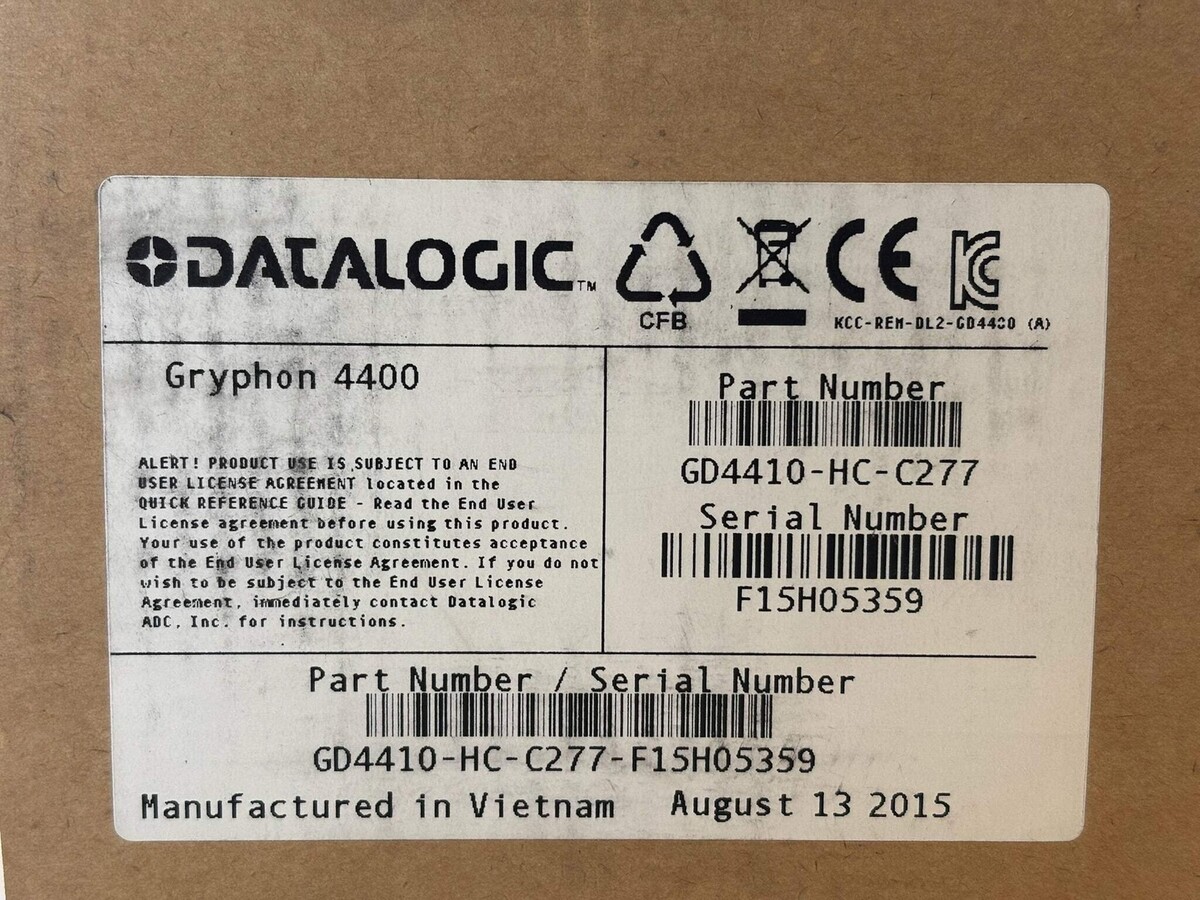 DATALOGIC™
CFB
CE
KCC-REM-DL2-GD4400 (A)
Gryphon 4400
ALERT! PRODUCT USE IS SUBJECT TO AN END
USER LICENSE AGREEMENT located in the
QUICK REFERENCE GUIDE - Read the End User
License agreement before using this product.
Your use of the product constitutes acceptance
of the End User License Agreement. If you do not
wish to be subject to the End User License
Agreement, immediately contact Datalogic
ADC, Inc. for instructions.
Part Number
GD4410-HC-C277
Serial Number
F15H05359
Part Number / Serial Number
GD4410-HC-C277-F15H05359
Manufactured in Vietnam August 13 2015